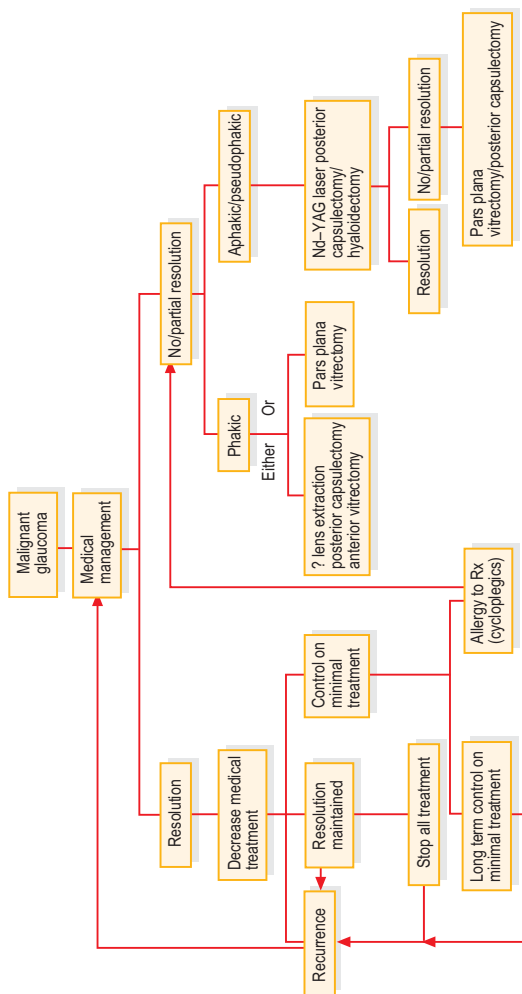 Malignant
glaucoma
Medical
management
Resolution
No/partial resolution
Decrease medical
treatment
Phakic
Aphakic/pseudophakic
Either Or
Recurrence
Resolution
maintained
Control on
minimal
treatment
? lens extraction
posterior capsulectomy
anterior vitrectomy
Pars plana
vitrectomy
Nd–YAG laser posterior
capsulectomy/
hyaloidectomy
Stop all treatment
Resolution
No/partial resolution
Long term control on
minimal treatment
Allergy to Rx
(cycloplegics)
Pars plana
vitrectomy/posterior capsulectomy